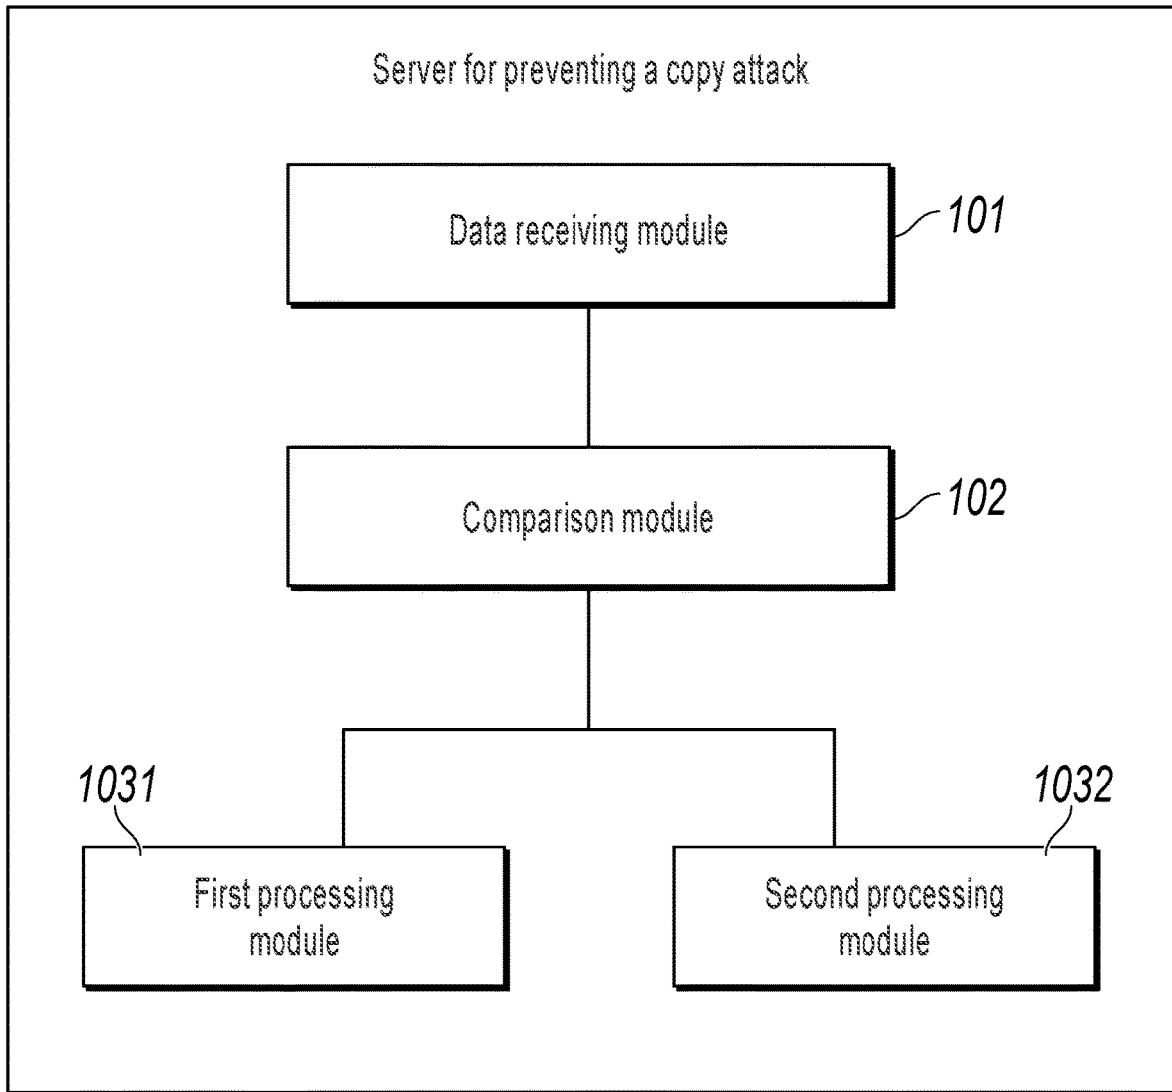 Server for preventing a copy attack
Data receiving module
101
Comparison module
102
1031
1032
First processing
module
Second processing
module